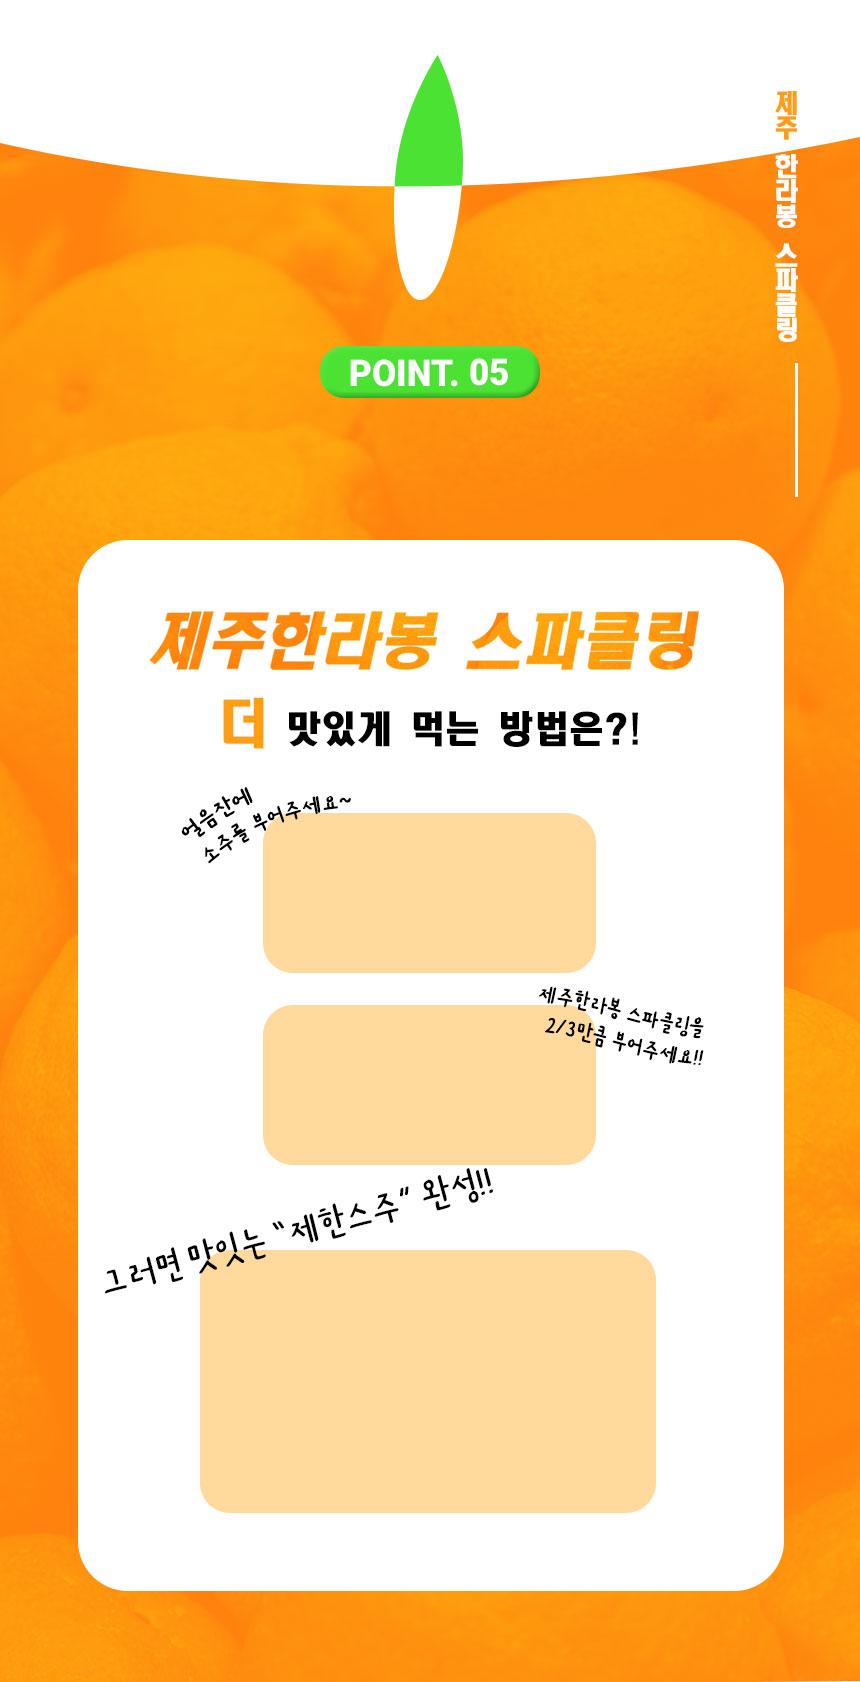 제주 한라봉 스파클링
POINT. 05
제주한라봉 스파클링
더 맛있게 먹는 방법은?!
얼음잔에
소주를 부어주세요~
제주한라봉 스파클링을
2/3만큼 부어주세요!!
그러면 맛잇는 “제한스주” 완성!!